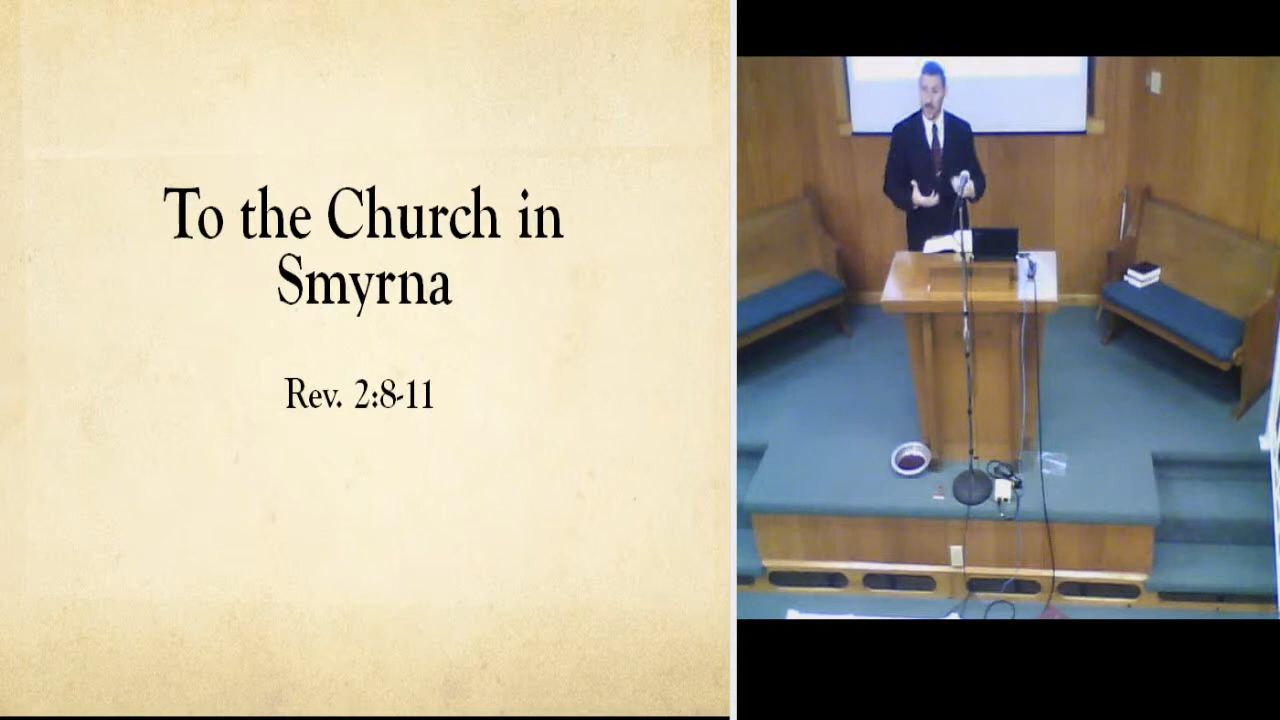 To the Church in
Smyrna
Rev. 2:8-11